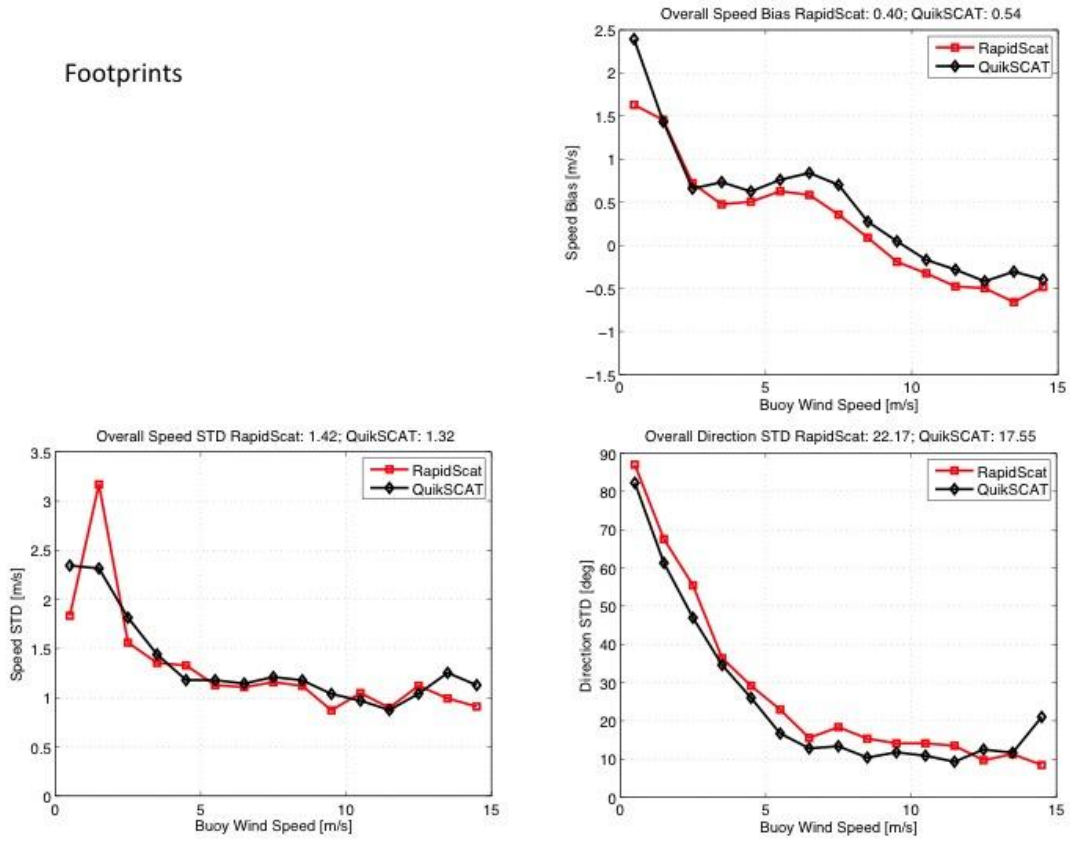 Footprints
Overall Speed Bias RapidScat: 0.40; QuikSCAT: 0.54
RapidScat
QuikSCAT
Speed Bias [m/s]
2.5
2
1.5
1
0.5
0
−0.5
−1
−1.5
0
5
10
15
Buoy Wind Speed [m/s]
Overall Speed STD RapidScat: 1.42; QuikSCAT: 1.32
RapidScat
QuikSCAT
Speed STD [m/s]
3.5
3
2.5
2
1.5
1
0.5
0
0
5
10
15
Buoy Wind Speed [m/s]
Overall Direction STD RapidScat: 22.17; QuikSCAT: 17.55
RapidScat
QuikSCAT
Direction STD [deg]
90
80
70
60
50
40
30
20
10
0
0
5
10
15
Buoy Wind Speed [m/s]